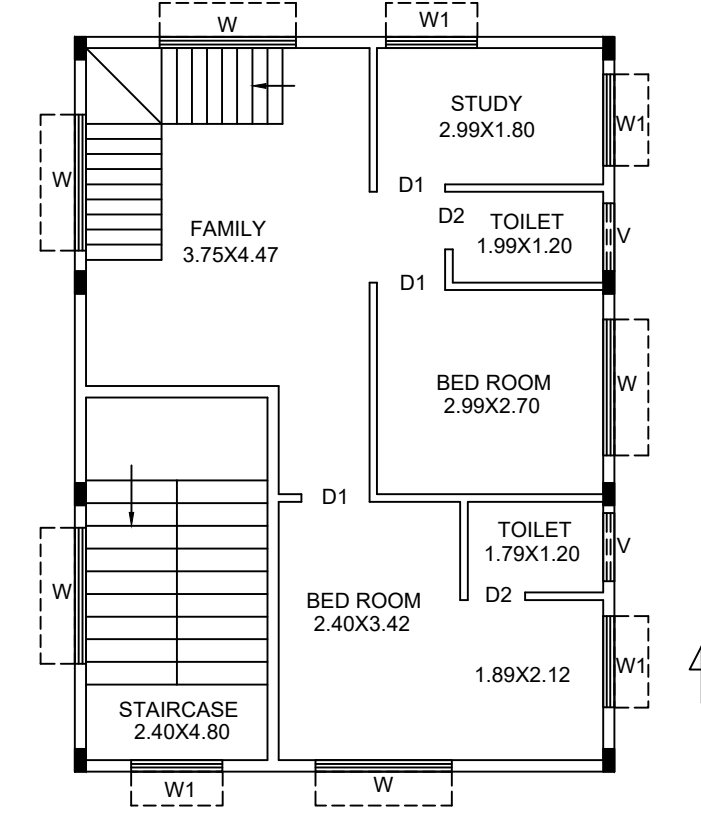 W
W1
STUDY
2.99X1.80
W1
W
D1
D2
TOILET
1.99X1.20
V
FAMILY
3.75X4.47
D1
BED ROOM
2.99X2.70
W
D1
TOILET
1.79X1.20
V
W
BED ROOM
2.40X3.42
D2
1.89X2.12
W1
STAIRCASE
2.40X4.80
W1
W